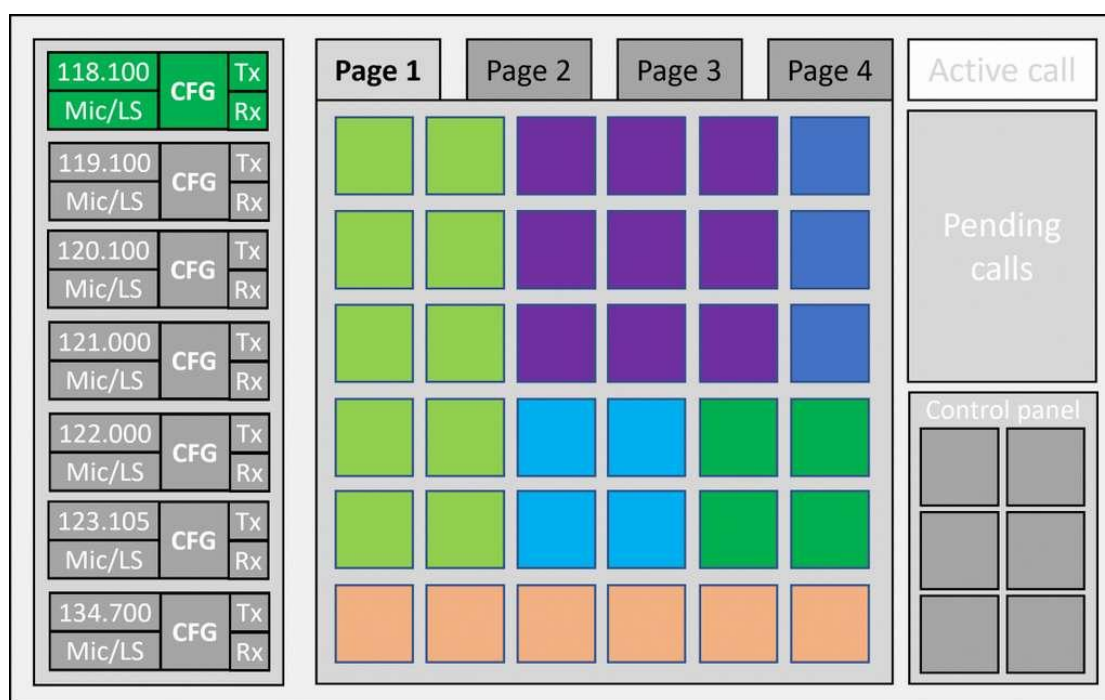 118.100 CFG Tx
Mic/LS Rx
119.100 CFG Tx
Mic/LS Rx
120.100 CFG Tx
Mic/LS Rx
121.000 CFG Tx
Mic/LS Rx
122.000 CFG Tx
Mic/LS Rx
123.105 CFG Tx
Mic/LS Rx
134.700 CFG Tx
Mic/LS Rx
Page 1 Page 2 Page 3 Page 4
Active call
Pending
calls
Control panel